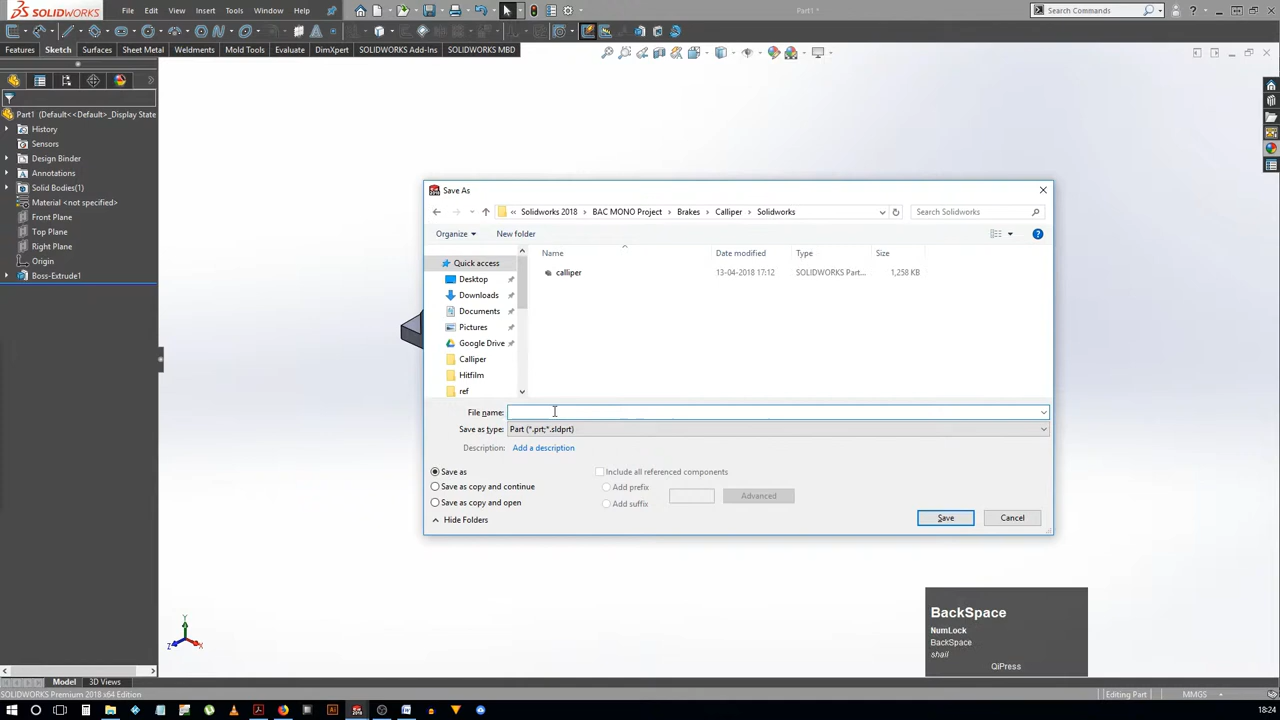 SOLIDWORKS File Edit View Insert Tools Window Help Part1 * Search Commands
Features Sketch Surfaces Sheet Metal Weldments Mold Tools Evaluate DimXpert SOLIDWORKS Add-Ins SOLIDWORKS MBD
Part1 (Default<<Default>_Display State
History
Sensors
Design Binder
Annotations
Solid Bodies(1)
Material <not specified>
Front Plane
Top Plane
Right Plane
Origin
Boss-Extrude1
Save As
« Solidworks 2018 BAC MONO Project Brakes Calliper Solidworks Search Solidworks
Organize New folder
Name Date modified Type Size
calliper 13-04-2018 17:12 SOLIDWORKS Part... 1,258 KB
Quick access
Desktop
Downloads
Documents
Pictures
Google Drive
Calliper
Hitfilm
ref
File name:
Save as type: Part (*.prt;*.sldprt)
Description: Add a description
Save as Include all referenced components
Save as copy and continue Add prefix Advanced
Save as copy and open Add suffix
Hide Folders Save Cancel
BackSpace
NumLock
BackSpace
shail
QiPress
Y
Z X
Model 3D Views
SOLIDWORKS Premium 2018 x64 Edition Editing Part MMGS
18:24